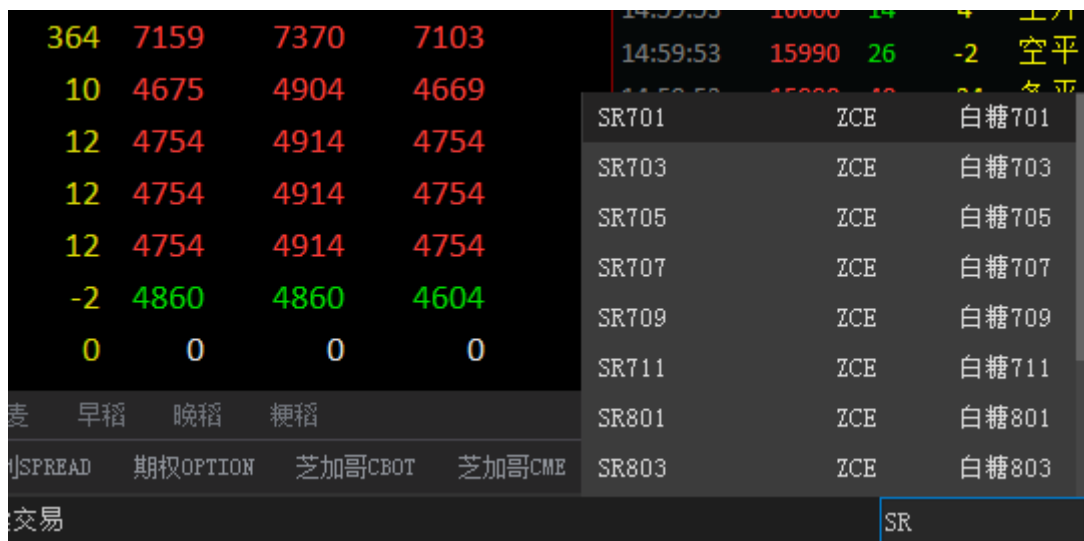 364 7159 7370 7103
14:59:53 15990 26 -2 空平
10 4675 4904 4669
12 4754 4914 4754
12 4754 4914 4754
12 4754 4914 4754
-2 4860 4860 4604
0 0 0 0
SR701 ZCE 白糖701
SR703 ZCE 白糖703
SR705 ZCE 白糖705
SR707 ZCE 白糖707
SR709 ZCE 白糖709
SR711 ZCE 白糖711
SR801 ZCE 白糖801
SR803 ZCE 白糖803
麦 早稻 晚稻 粳稻
SPREAD 期权OPTION 芝加哥CBOT 芝加哥CME
交易
SR